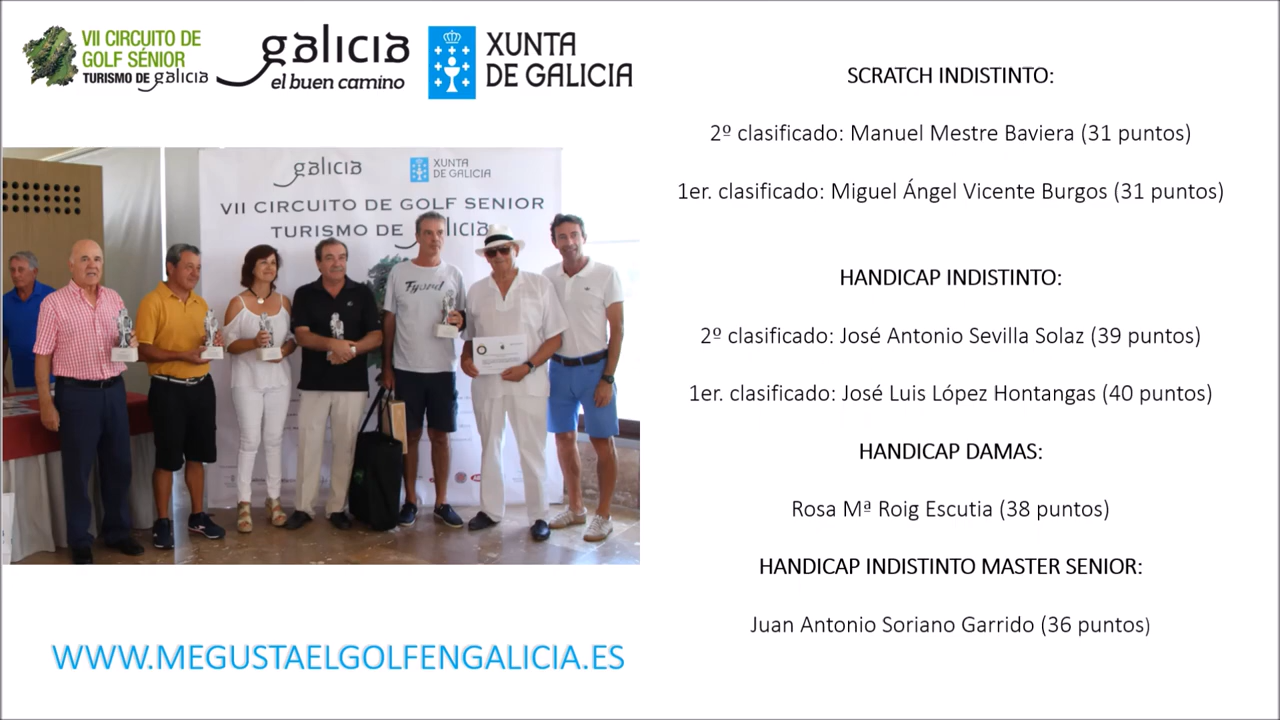 VII CIRCUITO DE
GOLF SÉNIOR
TURISMO DE galicia
galicia
el buen camino
XUNTA
DE GALICIA
galicia
XUNTA
DE GALICIA
VII CIRCUITO DE GOLF SENIOR
TURISMO DE galicia
WWW.MEGUSTAELGOLFENGALICIA.ES
SCRATCH INDISTINTO:
2º clasificado: Manuel Mestre Baviera (31 puntos)
1er. clasificado: Miguel Ángel Vicente Burgos (31 puntos)
HANDICAP INDISTINTO:
2º clasificado: José Antonio Sevilla Solaz (39 puntos)
1er. clasificado: José Luis López Hontangas (40 puntos)
HANDICAP DAMAS:
Rosa Mª Roig Escutia (38 puntos)
HANDICAP INDISTINTO MASTER SENIOR:
Juan Antonio Soriano Garrido (36 puntos)